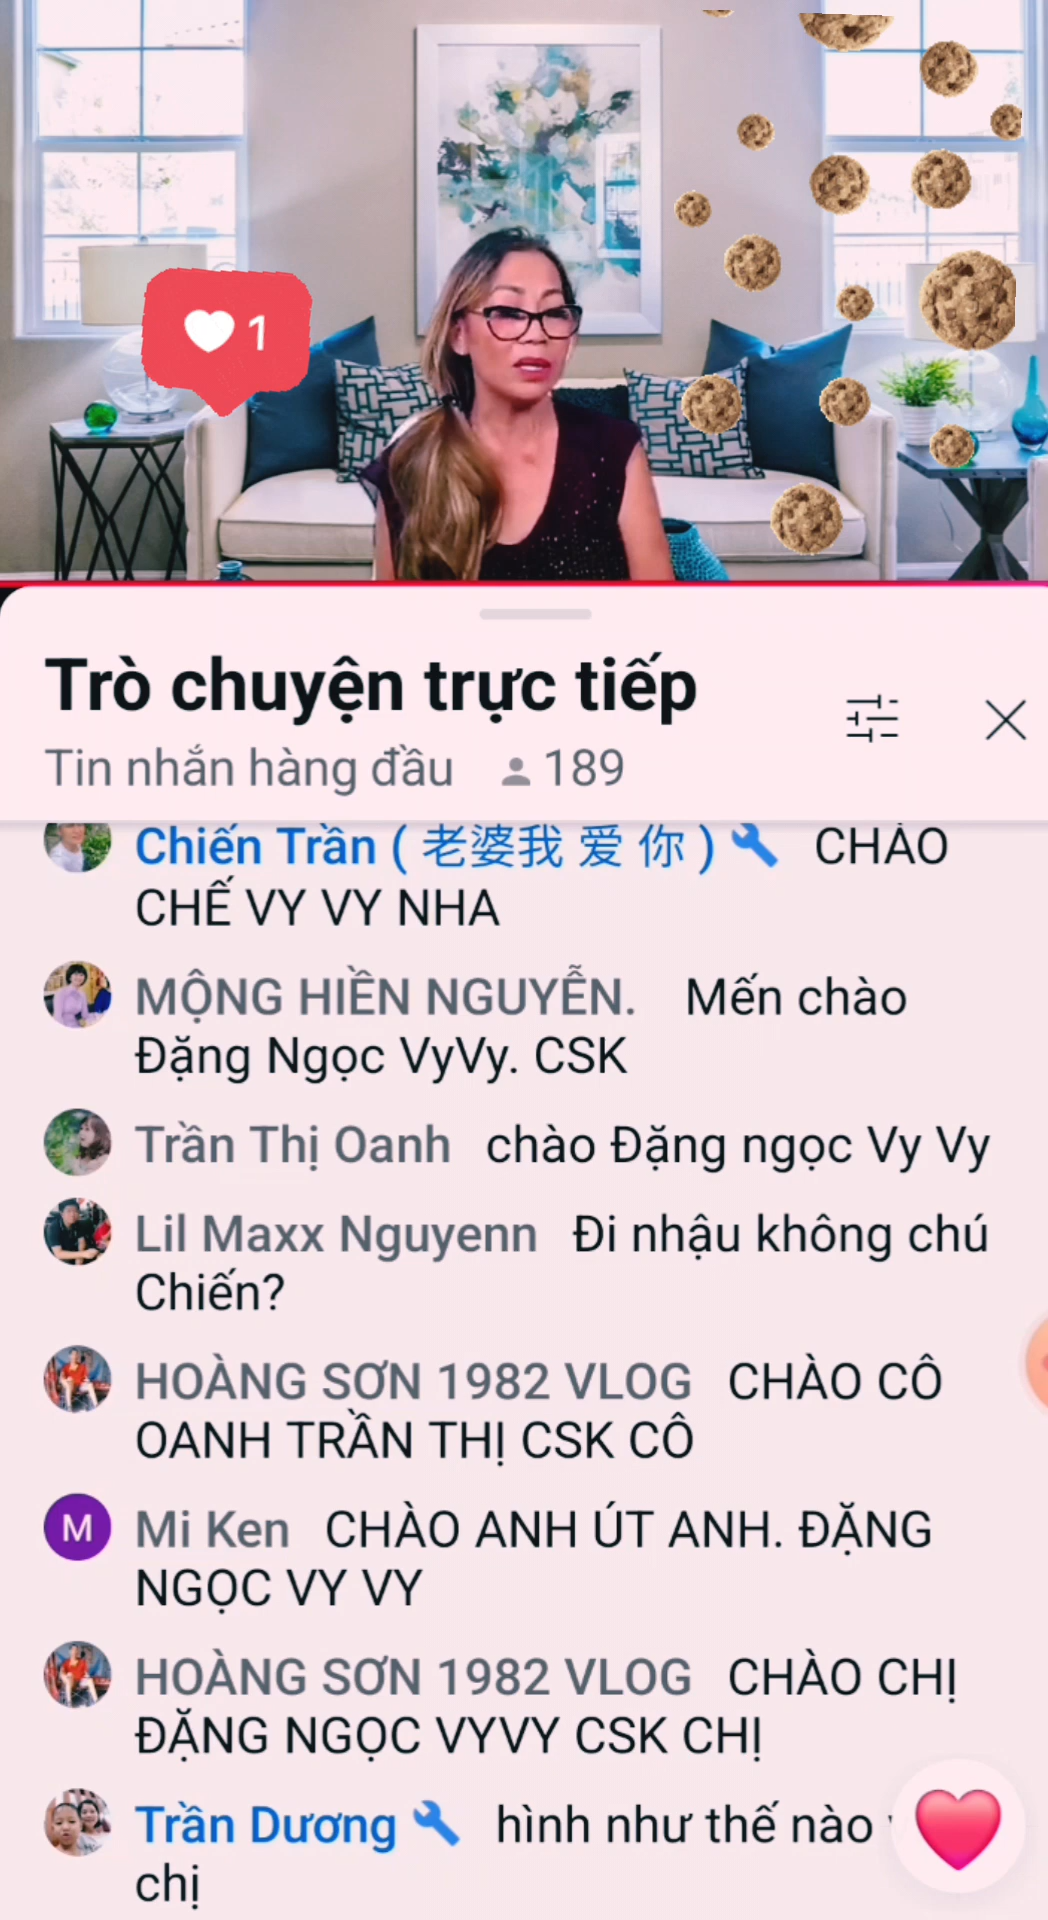 1
Trò chuyện trực tiếp
Tin nhắn hàng đầu 189
Chiến Trần ( 老婆我 爱 你 ) CHÀO
CHẾ VY VY NHA
MỘNG HIỀN NGUYỄN. Mến chào
Đặng Ngọc VyVy. CSK
Trần Thị Oanh chào Đặng ngọc Vy Vy
Lil Maxx Nguyenn Đi nhậu không chú
Chiến?
HOÀNG SƠN 1982 VLOG CHÀO CÔ
OANH TRẦN THỊ CSK CÔ
M Mi Ken CHÀO ANH ÚT ANH. ĐẶNG
NGỌC VY VY
HOÀNG SƠN 1982 VLOG CHÀO CHỊ
ĐẶNG NGỌC VYVY CSK CHỊ
Trần Dương hình như thế nào
chị